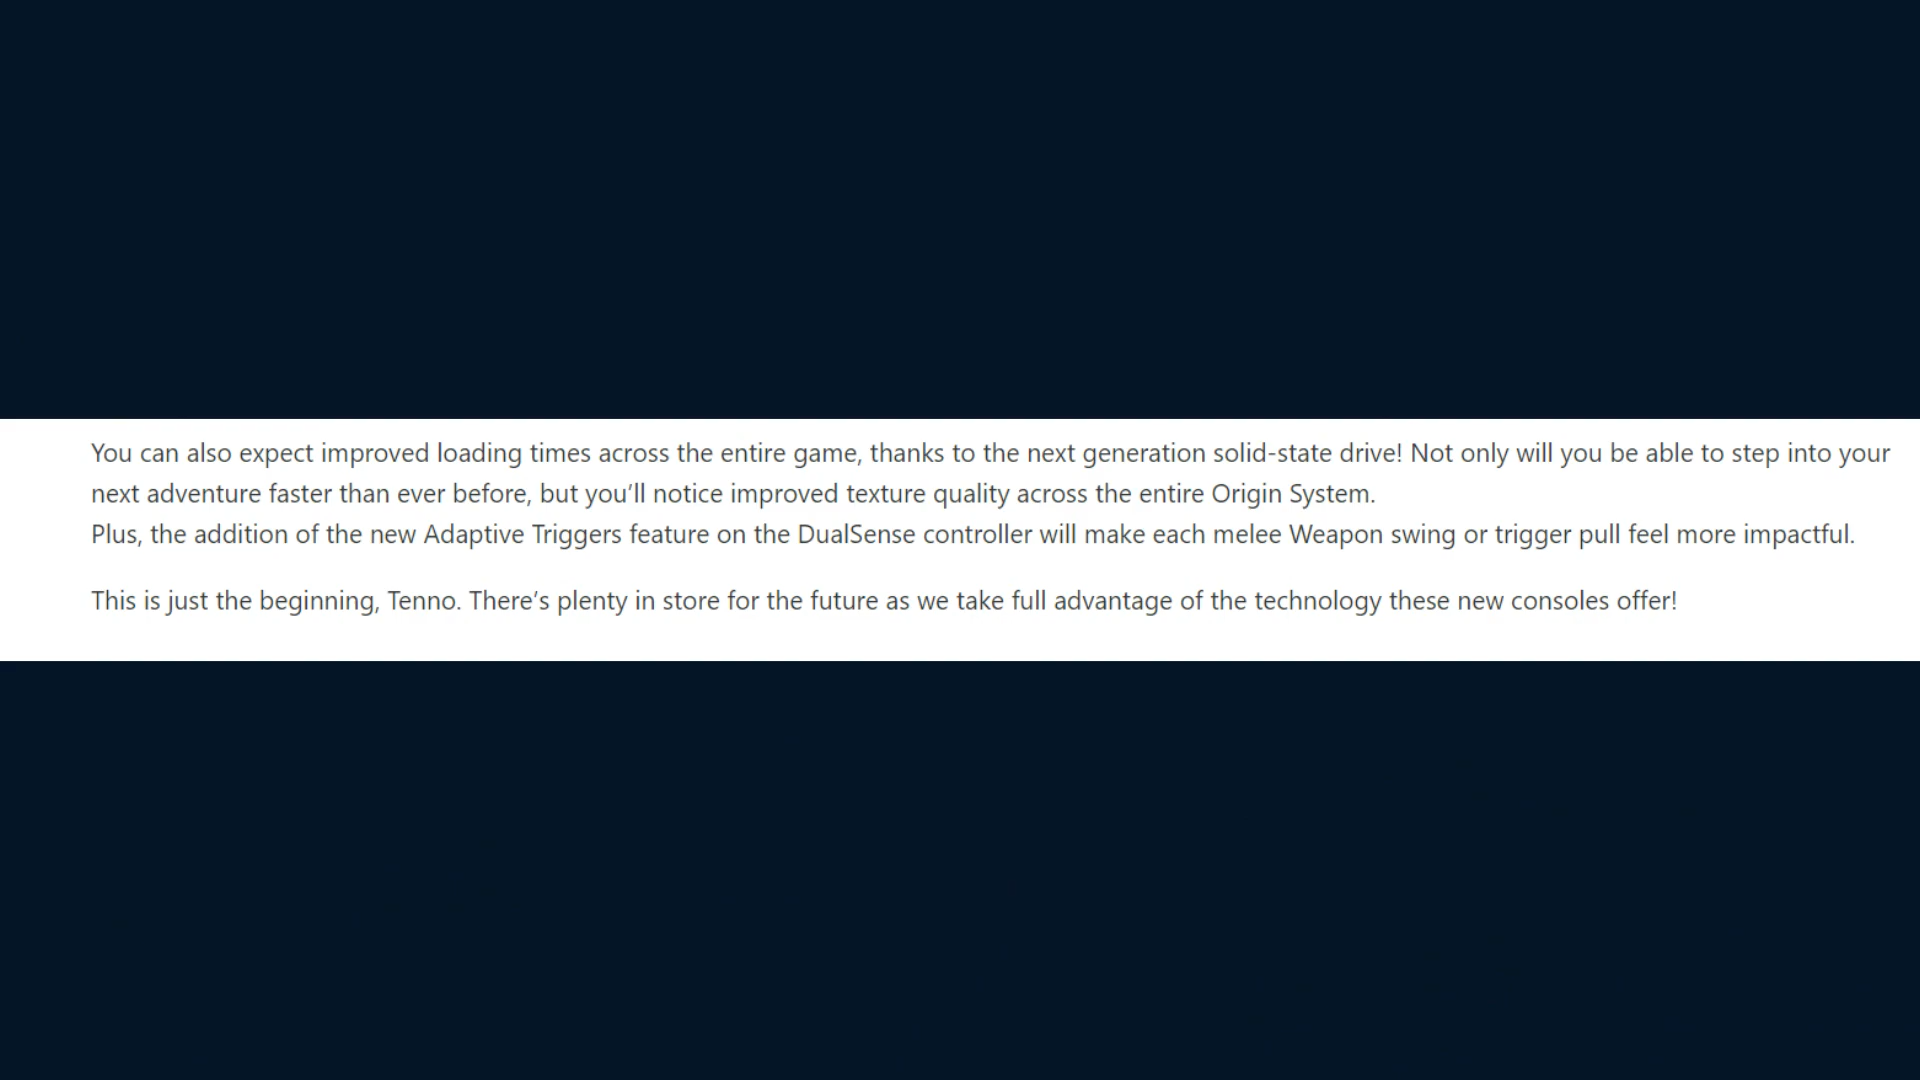 You can also expect improved loading times across the entire game, thanks to the next generation solid-state drive! Not only will you be able to step into your
next adventure faster than ever before, but you’ll notice improved texture quality across the entire Origin System.
Plus, the addition of the new Adaptive Triggers feature on the DualSense controller will make each melee Weapon swing or trigger pull feel more impactful.
This is just the beginning, Tenno. There’s plenty in store for the future as we take full advantage of the technology these new consoles offer!